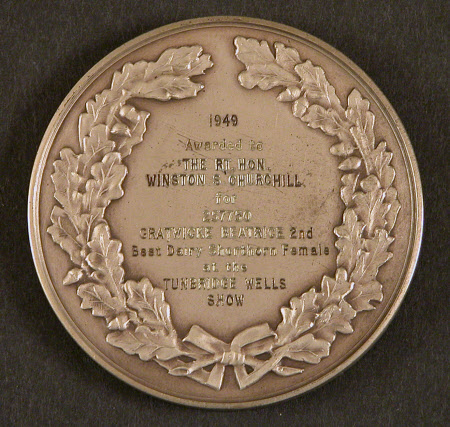 1949
Awarded to
THE RT. HON.
WINSTON S CHURCHILL
for
GRATWICKE BEATRICE 2nd
Best Dairy Shorthorn Female
at the
TUNBRIDGE WELLS
SHOW